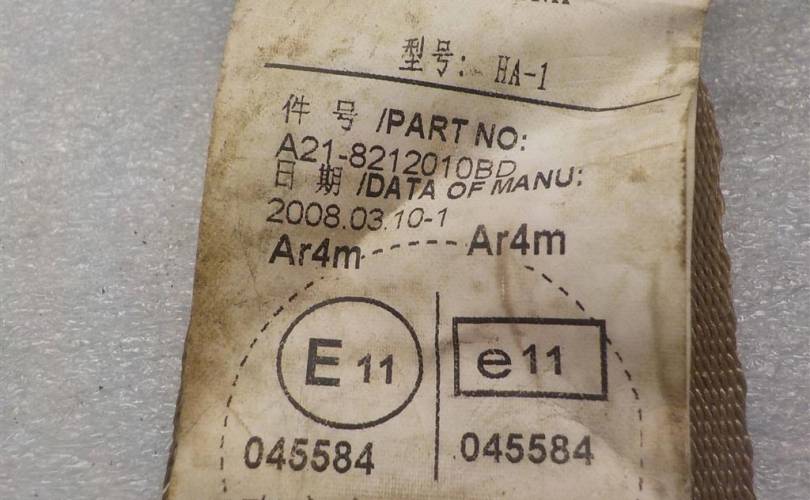 型号: HA-1
件 号 /PART NO:
A21-8212010BD
日 期 /DATA OF MANU:
2008.03.10-1
Ar4m Ar4m
E 11 e 11
045584 045584